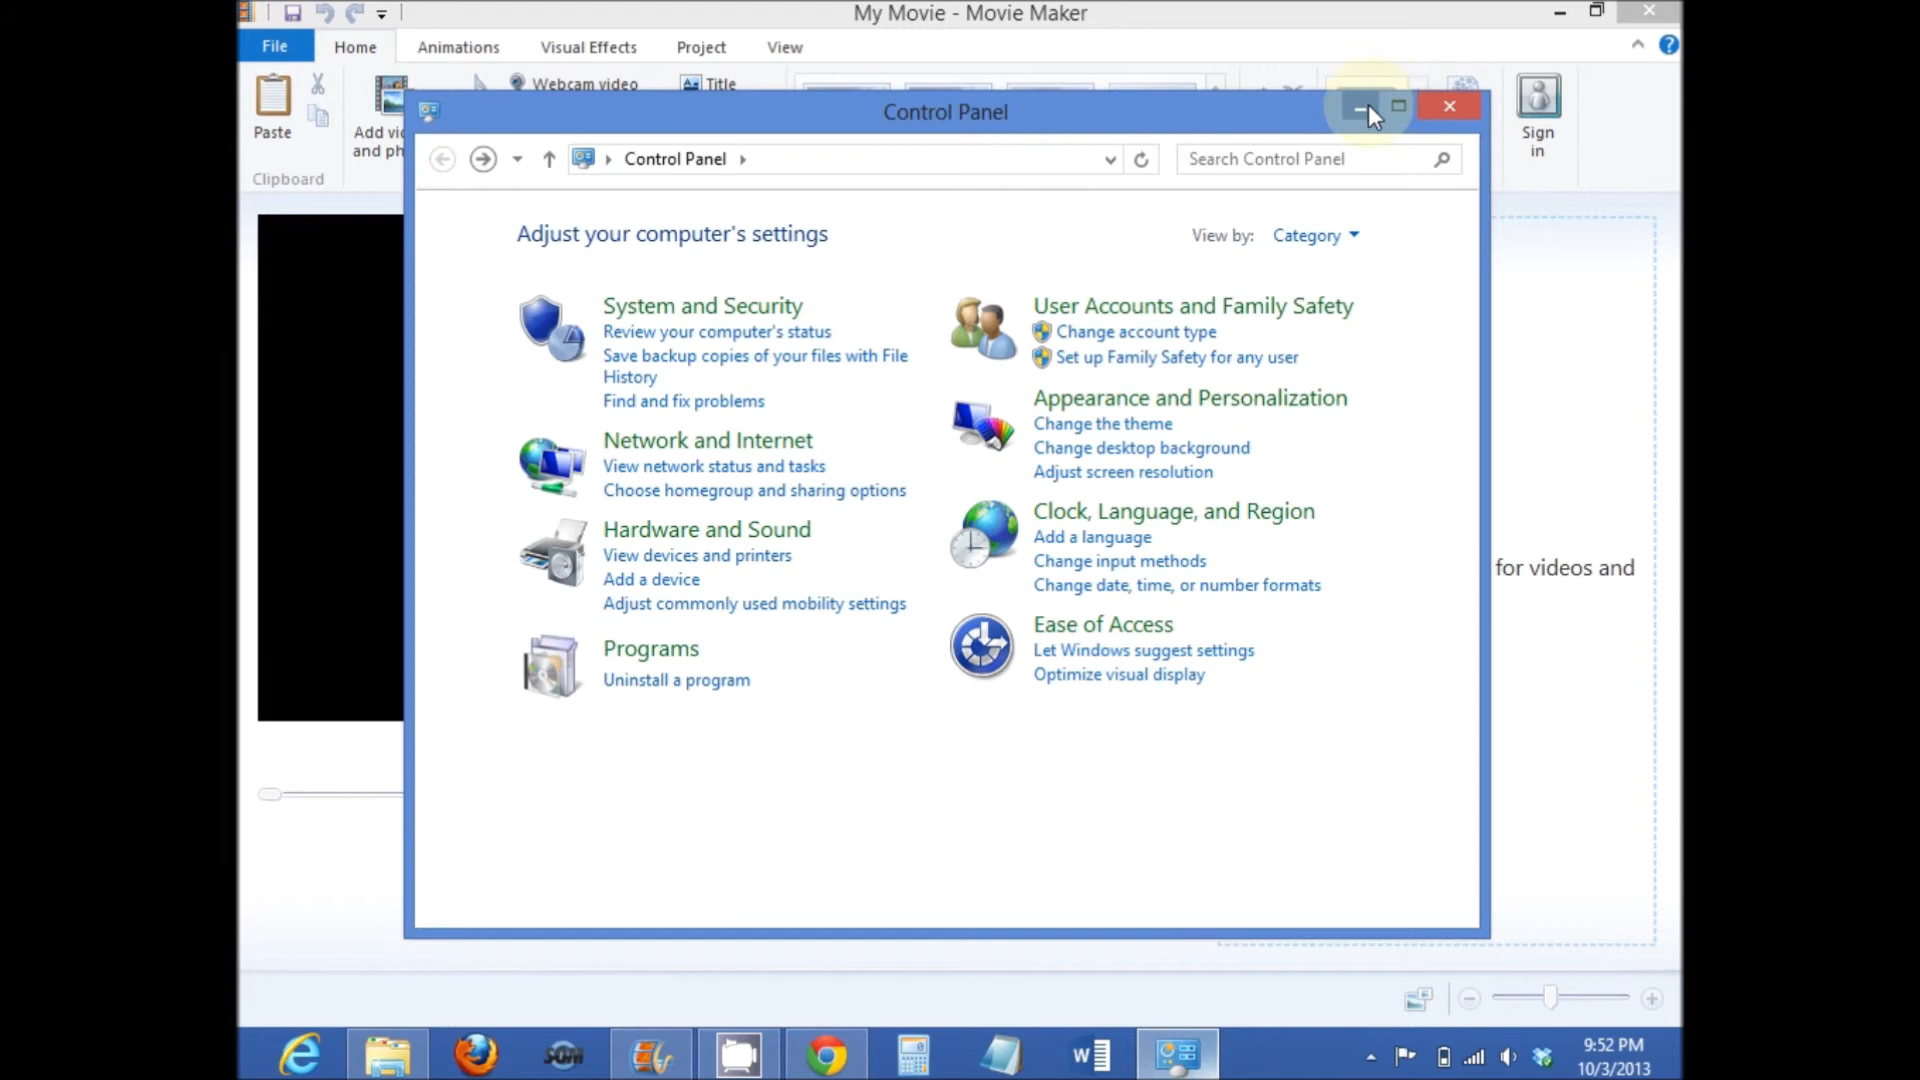 My Movie - Movie Maker
File Home Animations Visual Effects Project View
Webcam video Title
Paste Add vi
and ph
Sign
in
Clipboard
Control Panel
Control Panel
Search Control Panel
Adjust your computer's settings
View by: Category
System and Security
Review your computer's status
Save backup copies of your files with File
History
Find and fix problems
Network and Internet
View network status and tasks
Choose homegroup and sharing options
Hardware and Sound
View devices and printers
Add a device
Adjust commonly used mobility settings
Programs
Uninstall a program
User Accounts and Family Safety
Change account type
Set up Family Safety for any user
Appearance and Personalization
Change the theme
Change desktop background
Adjust screen resolution
Clock, Language, and Region
Add a language
Change input methods
Change date, time, or number formats
Ease of Access
Let Windows suggest settings
Optimize visual display
for videos and
SOM
W
9:52 PM
10/3/2013